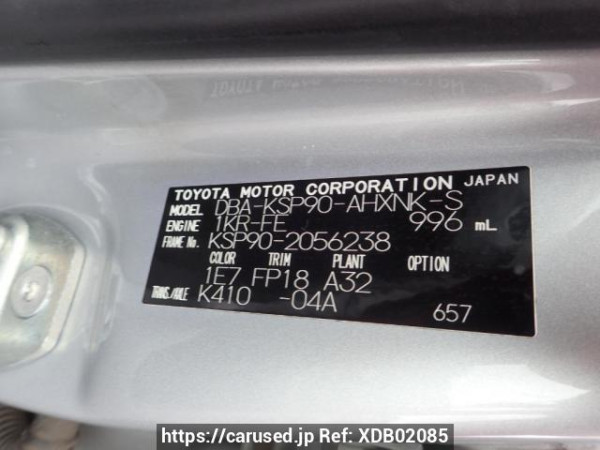 TOYOTA MOTOR CORPORATION JAPAN
MODEL DBA-KSP90-AHXNK-S
ENGINE 1KR-FE 996 mL
FRAME No. KSP90-2056238
COLOR TRIM PLANT OPTION
1E7 FP18 A32
TRANS./AXLE K410 -04A
657
https://carused.jp Ref: XDB02085